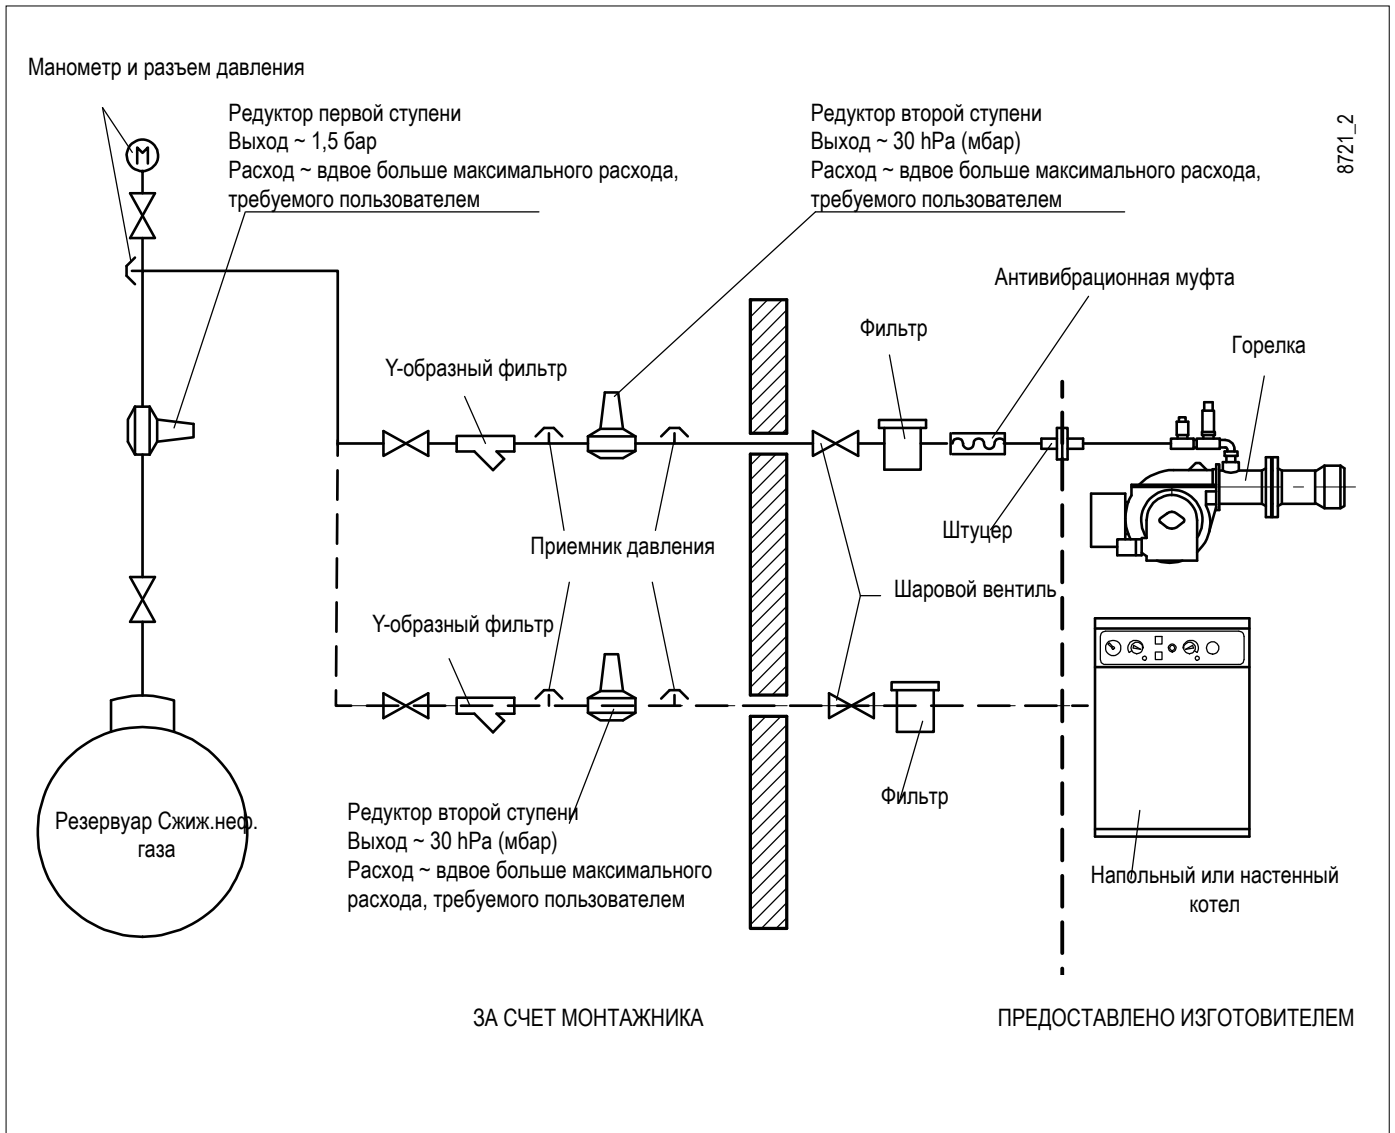 Манометр и разъем давления
M
Редуктор первой ступени
Выход ~ 1,5 бар
Расход ~ вдвое больше максимального расхода,
требуемого пользователем
Редуктор второй ступени
Выход ~ 30 hPa (мбар)
Расход ~ вдвое больше максимального расхода,
требуемого пользователем
8721_2
Антивибрационная муфта
Фильтр
Горелка
Y-образный фильтр
Штуцер
Приемник давления
Шаровой вентиль
Y-образный фильтр
Фильтр
Резервуар Сжиж.неф.
газа
Редуктор второй ступени
Выход ~ 30 hPa (мбар)
Расход ~ вдвое больше максимального
расхода, требуемого пользователем
Напольный или настенный
котел
ЗА СЧЕТ МОНТАЖНИКА
ПРЕДОСТАВЛЕНО ИЗГОТОВИТЕЛЕМ